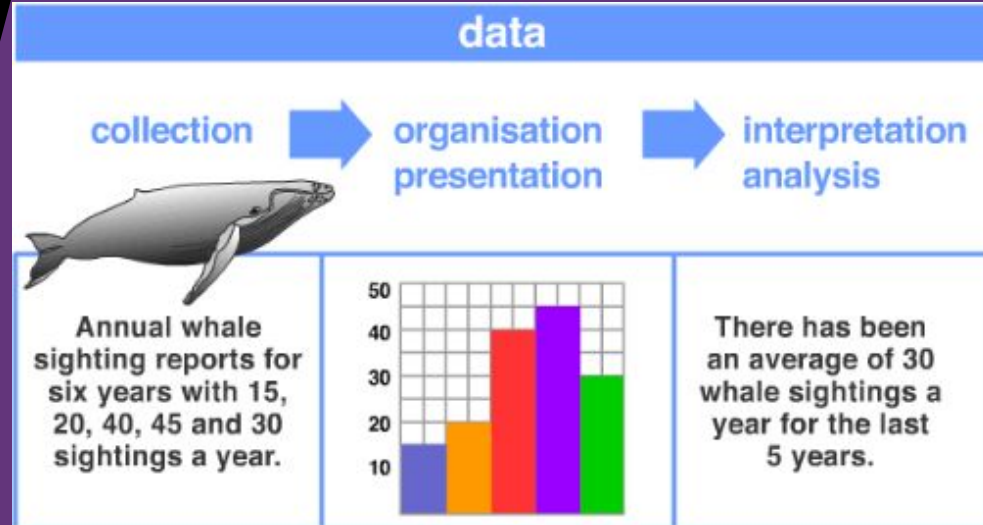 data
collection
organisation
presentation
interpretation
analysis
Annual whale
sighting reports for
six years with 15,
20, 40, 45 and 30
sightings a year.
50
40
30
20
10
There has been
an average of 30
whale sightings a
year for the last
5 years.